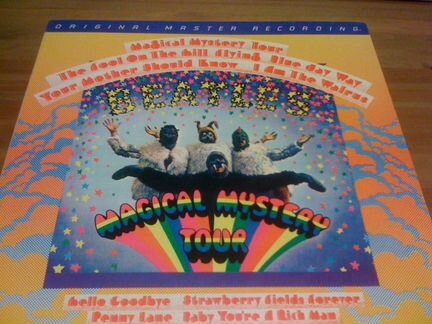 ORIGINAL MASTER RECORDING
Magical Mystery Tour
The Fool On The Hill Flying Blue Jay Way
Your Mother Should Know I Am The Walrus
BEATLES
MAGICAL MYSTERY
TOUR
Hello Goodbye Strawberry Fields Forever
Penny Lane Baby You're A Rich Man